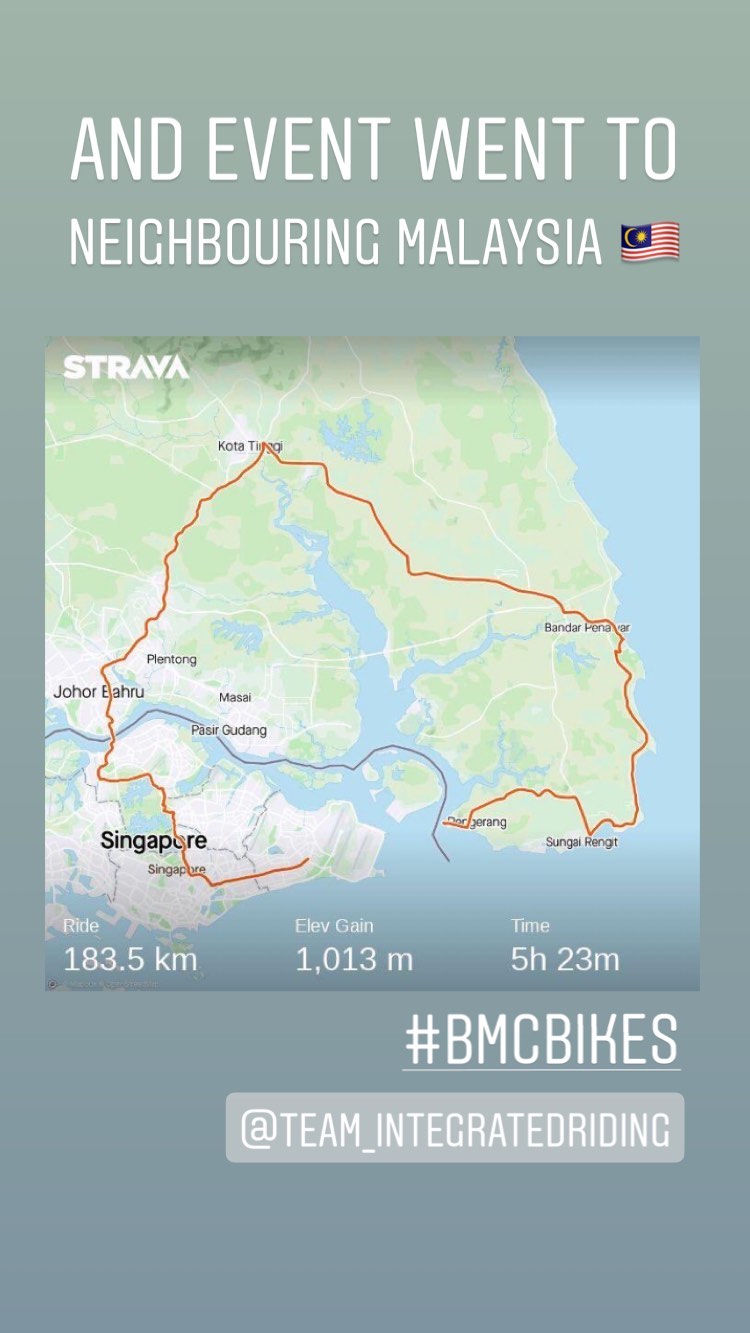 AND EVENT WENT TO
NEIGHBOURING MALAYSIA 🇲🇾
STRAVA
Kota Tinggi
Bandar Penawar
Plentong
Johor Bahru
Masai
Pasir Gudang
Pengerang
Singapore
Sungai Rengit
Singapore
Ride
Elev Gain
Time
183.5 km
1,013 m
5h 23m
#BMCBIKES
@TEAM_INTEGRATEDRIDING